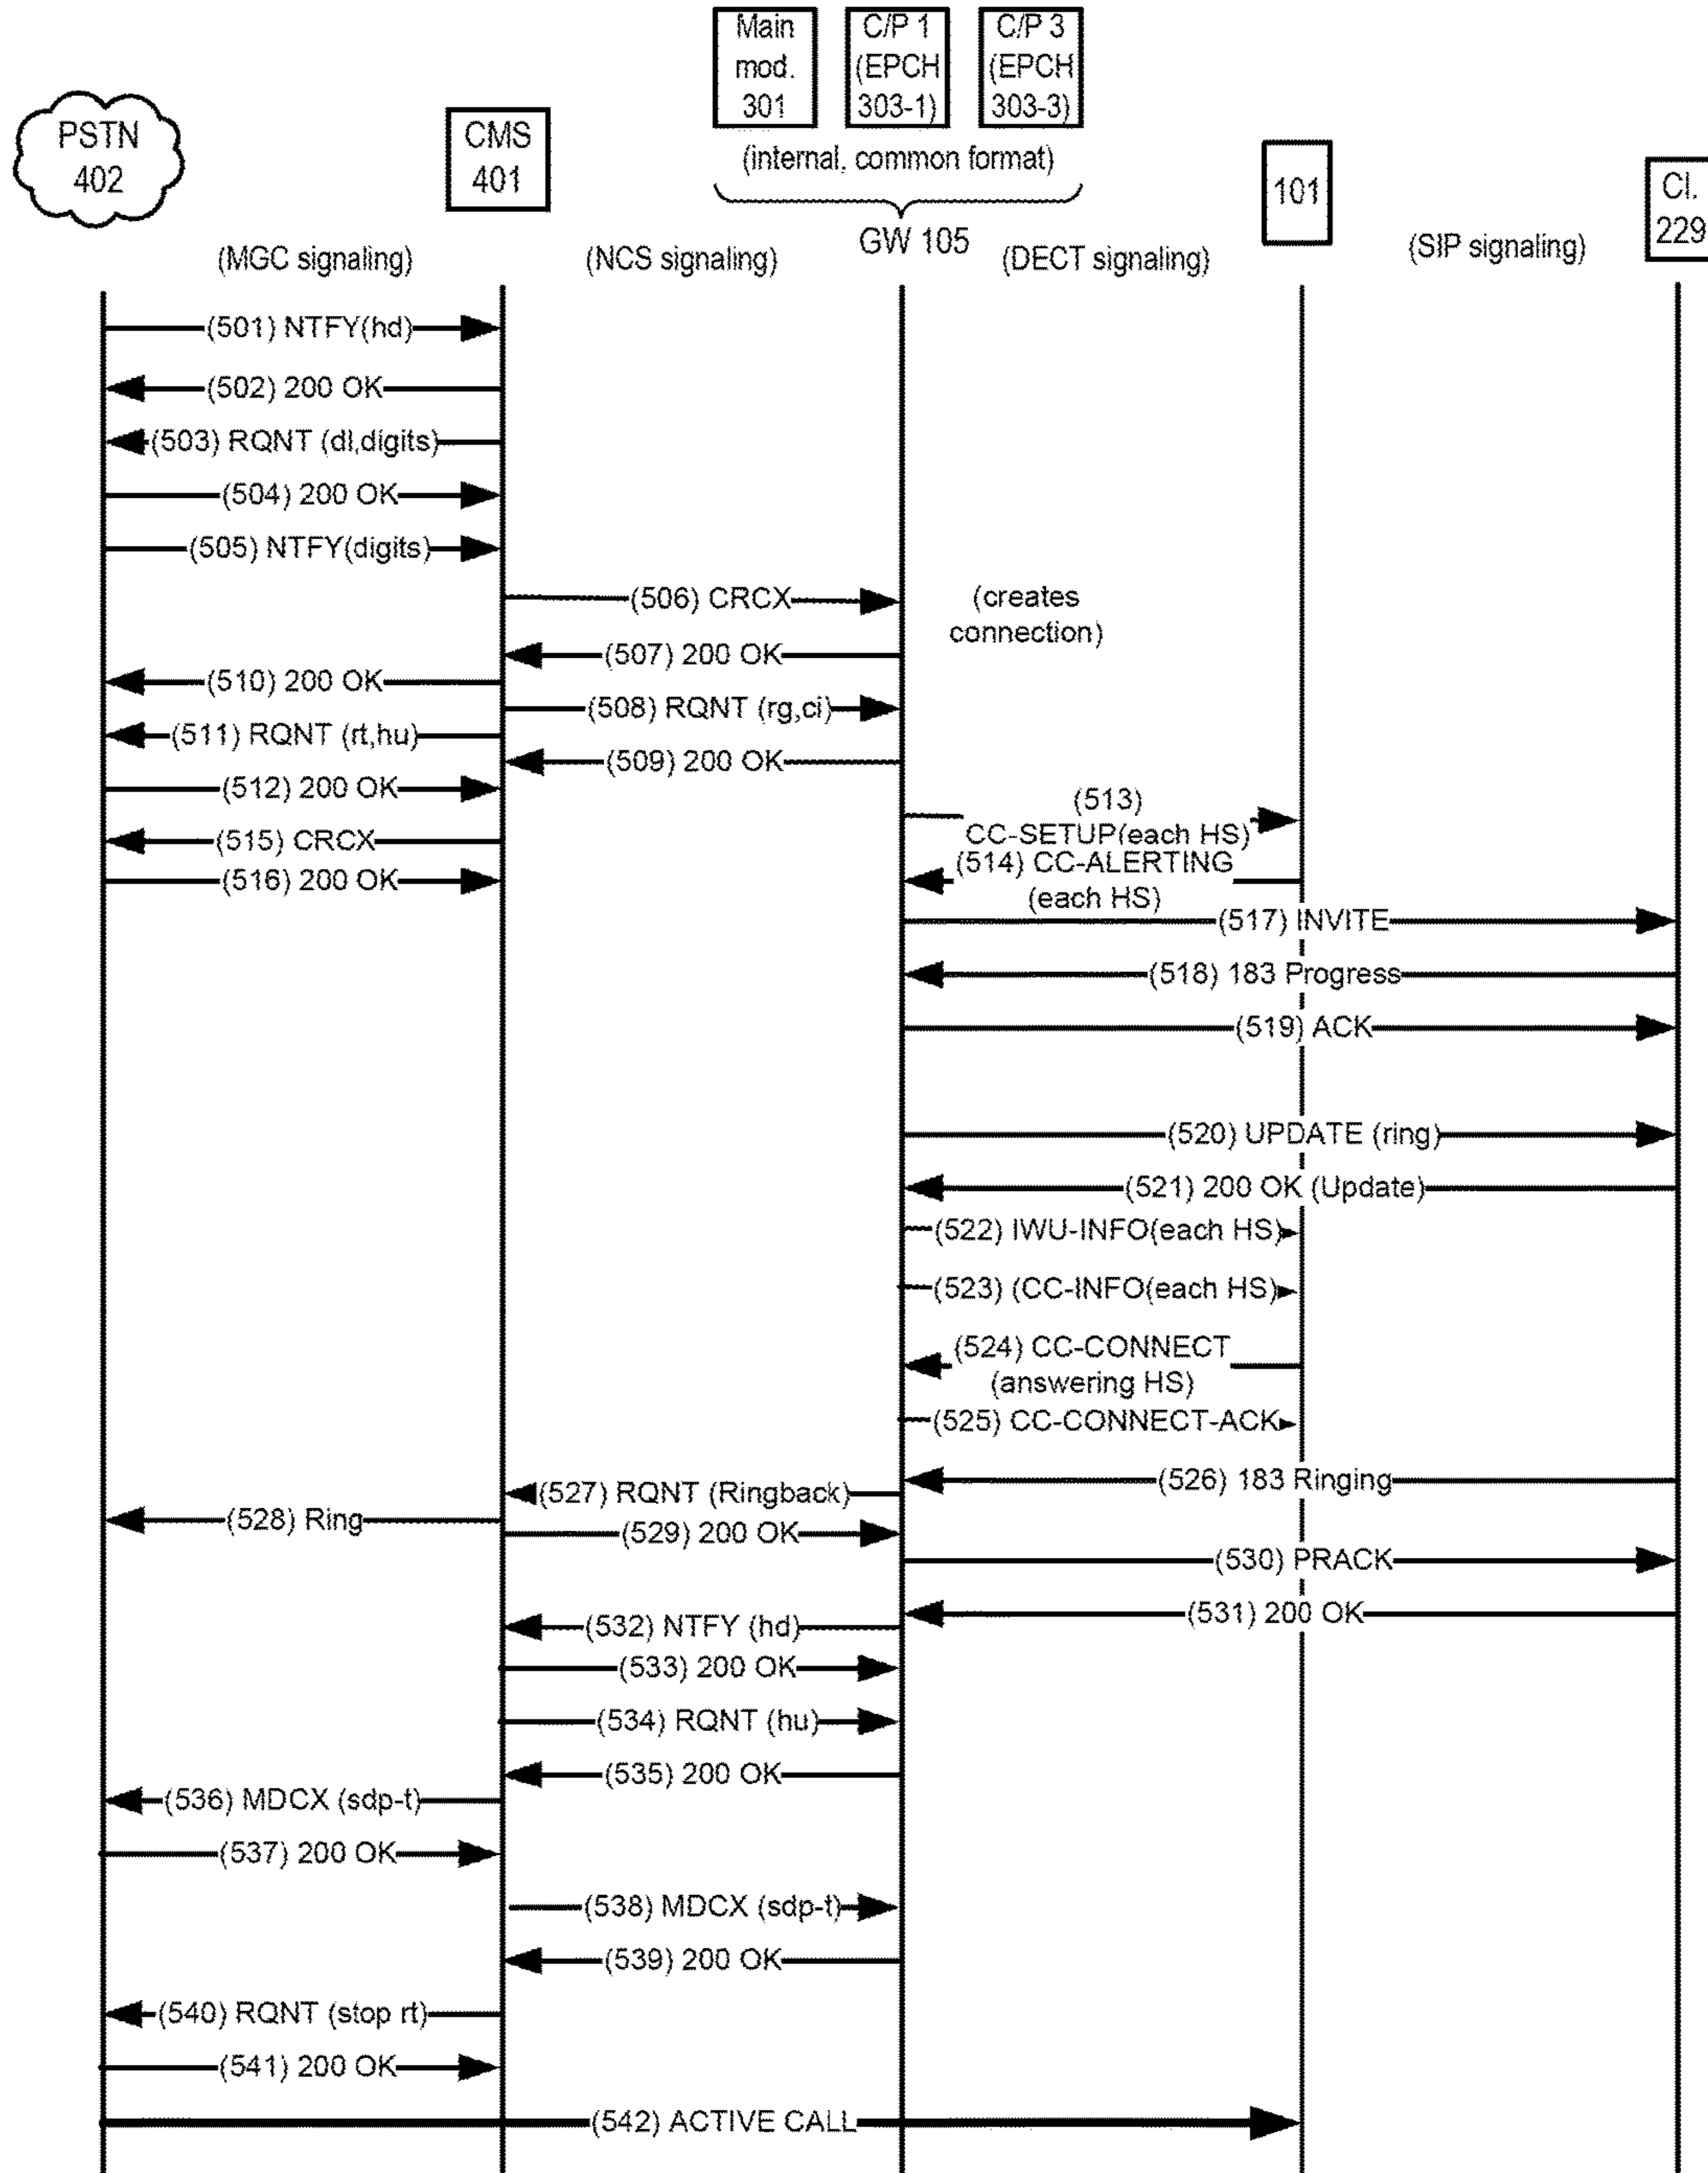 Main
mod.
301
C/P 1
(EPCH
303-1)
C/P 3
(EPCH
303-3)
PSTN
402
CMS
401
(internal, common format)
GW 105
101
Cl.
229
(MGC signaling)
(NCS signaling)
(DECT signaling)
(SIP signaling)
(501) NTFY(hd)
(502) 200 OK
(503) RQNT (dl,digits)
(504) 200 OK
(505) NTFY(digits)
(506) CRCX
(creates
connection)
(507) 200 OK
(510) 200 OK
(508) RQNT (rg,ci)
(511) RQNT (rt,hu)
(509) 200 OK
(512) 200 OK
(513)
CC-SETUP(each HS)
(515) CRCX
(514) CC-ALERTING
(each HS)
(516) 200 OK
(517) INVITE
(518) 183 Progress
(519) ACK
(520) UPDATE (ring)
(521) 200 OK (Update)
(522) IWU-INFO(each HS)
(523) (CC-INFO(each HS)
(524) CC-CONNECT
(answering HS)
(525) CC-CONNECT-ACK
(526) 183 Ringing
(527) RQNT (Ringback)
(528) Ring
(529) 200 OK
(530) PRACK
(531) 200 OK
(532) NTFY (hd)
(533) 200 OK
(534) RQNT (hu)
(535) 200 OK
(536) MDCX (sdp-t)
(537) 200 OK
(538) MDCX (sdp-t)
(539) 200 OK
(540) RQNT (stop rt)
(541) 200 OK
(542) ACTIVE CALL